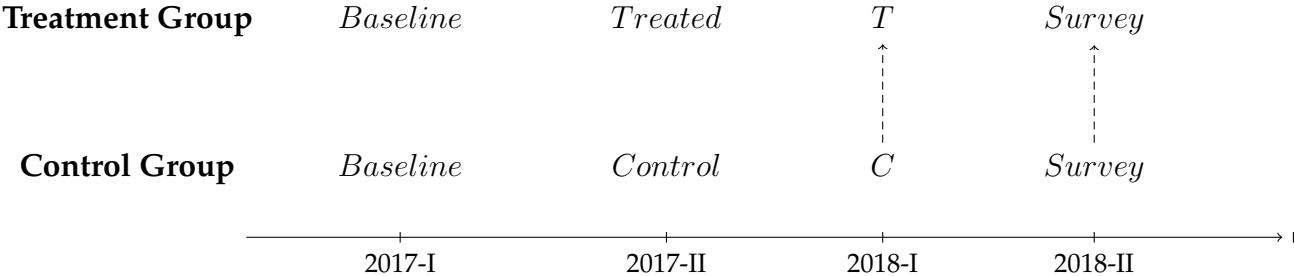 Treatment Group Baseline Treated T Survey
Control Group Baseline Control C Survey
2017-I 2017-II 2018-I 2018-II